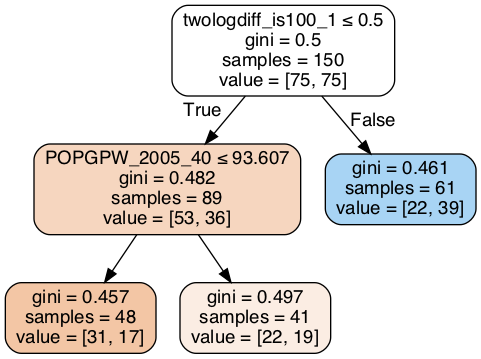 twologdiff_is100_1 ≤ 0.5
gini = 0.5
samples = 150
value = [75, 75]
True
False
POPGPW_2005_40 ≤ 93.607
gini = 0.482
samples = 89
value = [53, 36]
gini = 0.461
samples = 61
value = [22, 39]
gini = 0.457
samples = 48
value = [31, 17]
gini = 0.497
samples = 41
value = [22, 19]